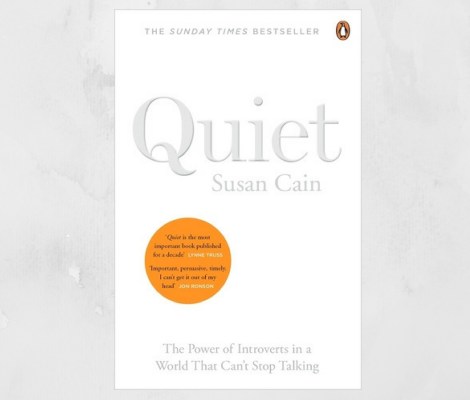 THE SUNDAY TIMES BESTSELLER
Quiet
Susan Cain
'Quiet is the most
important book published
for a decade' LYNNE TRUSS
'Important, persuasive, timely.
I can't get it out of my
head' JON RONSON
The Power of Introverts in a
World That Can't Stop Talking